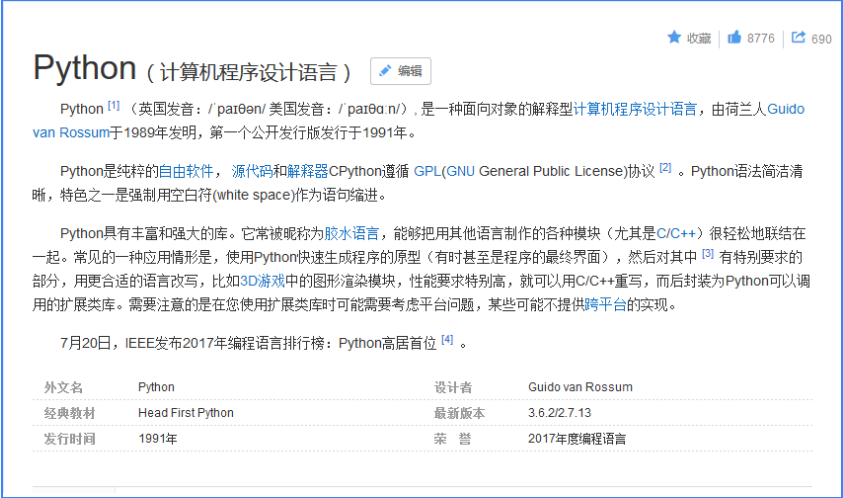 收藏 8776 690
Python（计算机程序设计语言） 编辑
Python [1] （英国发音：/ˈpaɪθən/ 美国发音：/ˈpaɪθɑːn/）, 是一种面向对象的解释型计算机程序设计语言，由荷兰人Guido
van Rossum于1989年发明，第一个公开发行版发行于1991年。
Python是纯粹的自由软件， 源代码和解释器CPython遵循 GPL(GNU General Public License)协议 [2] 。Python语法简洁清
晰，特色之一是强制用空白符(white space)作为语句缩进。
Python具有丰富和强大的库。它常被昵称为胶水语言，能够把用其他语言制作的各种模块（尤其是C/C++）很轻松地联结在
一起。常见的一种应用情形是，使用Python快速生成程序的原型（有时甚至是程序的最终界面），然后对其中 [3] 有特别要求的
部分，用更合适的语言改写，比如3D游戏中的图形渲染模块，性能要求特别高，就可以用C/C++重写，而后封装为Python可以调
用的扩展类库。需要注意的是在您使用扩展类库时可能需要考虑平台问题，某些可能不提供跨平台的实现。
7月20日，IEEE发布2017年编程语言排行榜：Python高居首位 [4] 。
外文名 Python 设计者 Guido van Rossum
经典教材 Head First Python 最新版本 3.6.2/2.7.13
发行时间 1991年 荣 誉 2017年度编程语言